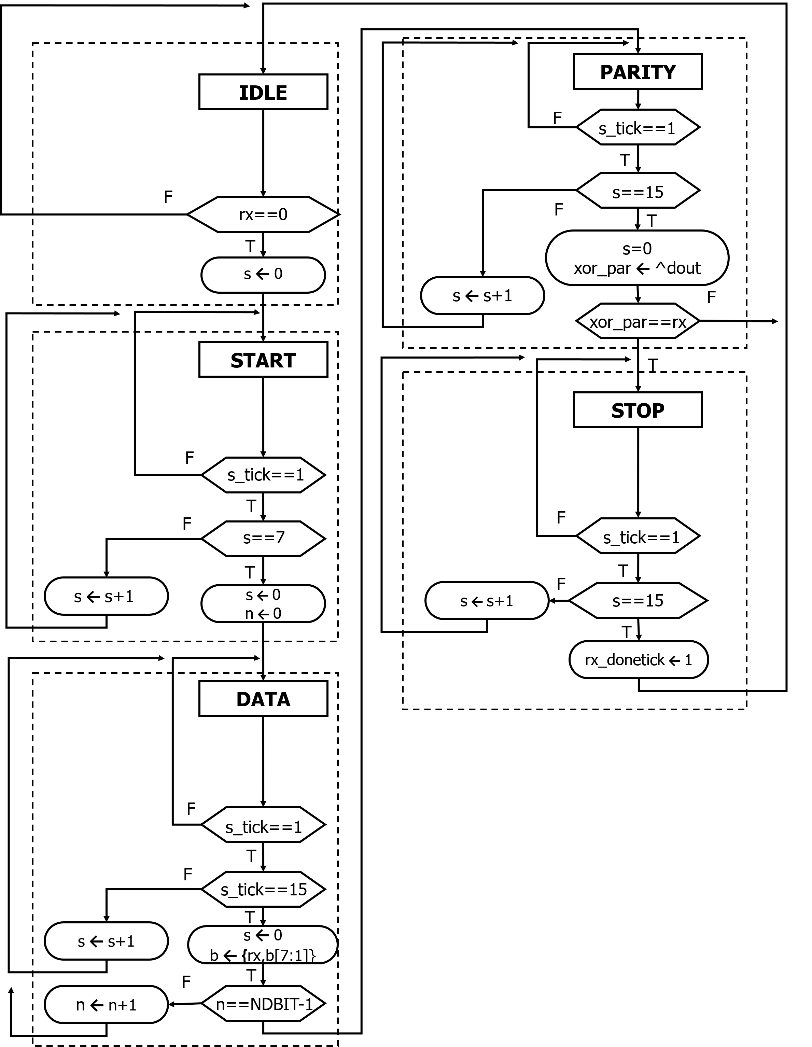 IDLE
F
rx==0
T
s ← 0
START
F
s_tick==1
T
F
s==7
T
s ← s+1
s ← 0
n ← 0
DATA
F
s_tick==1
T
F
s_tick==15
T
s ← s+1
s ← 0
b ← {rx,b[7:1]}
T
F
n ← n+1
n==NDBIT-1
PARITY
F
s_tick==1
T
s==15
F
T
s=0
xor_par ← ^dout
s ← s+1
F
xor_par==rx
T
STOP
F
s_tick==1
T
F
s ← s+1
s==15
T
rx_donetick ← 1